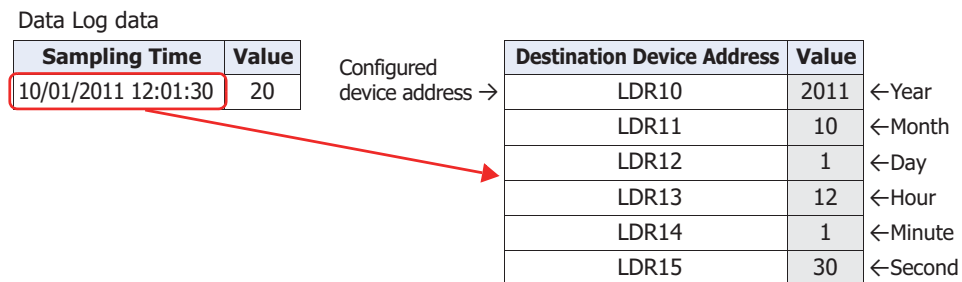 Data Log data
Sampling Time Value
10/01/2011 12:01:30 20
Configured
device address →
Destination Device Address Value
LDR10 2011 ←Year
LDR11 10 ←Month
LDR12 1 ←Day
LDR13 12 ←Hour
LDR14 1 ←Minute
LDR15 30 ←Second